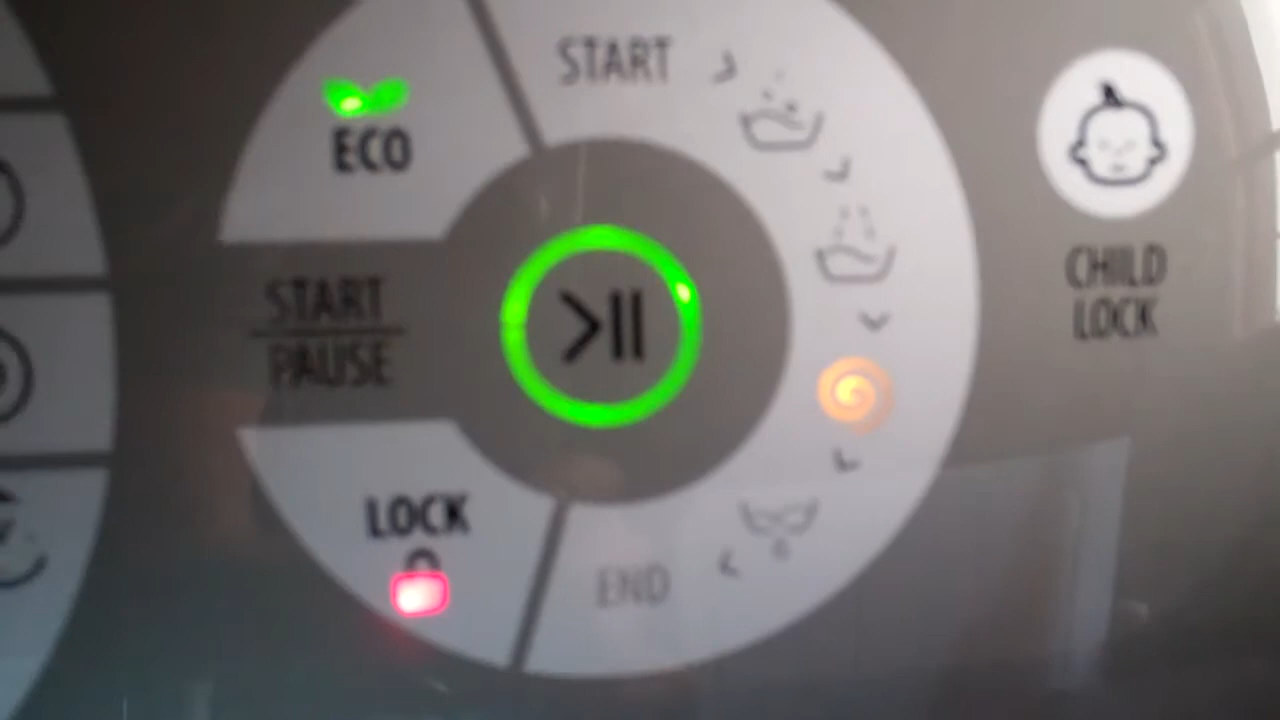 START
ECO
START
PAUSE
CHILD
LOCK
LOCK
END